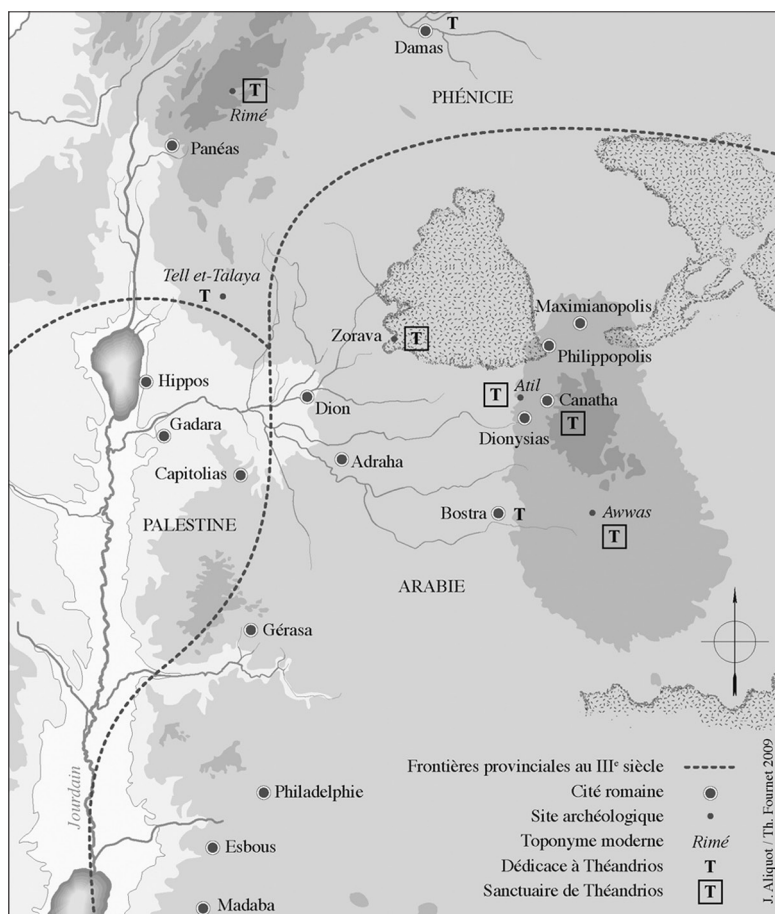 Damas
T
PHÉNICIE
T
Rimé
Panéas
Tell et-Talaya
T
Maximianopolis
Zorava
T
Philippopolis
Hippos
T
Atil
Canatha
Dion
Gadara
Dionysias
T
Capitolias
Adraha
Bostra
T
Awwas
T
PALESTINE
ARABIE
Gérasa
Jourdain
Philadelphie
Esbous
Madaba
Frontières provinciales au IIIe siècle
Cité romaine
Site archéologique
Toponyme moderne Rimé
Dédicace à Théandrios T
Sanctuaire de Théandrios T
J. Aliquot / Th. Fournet 2009